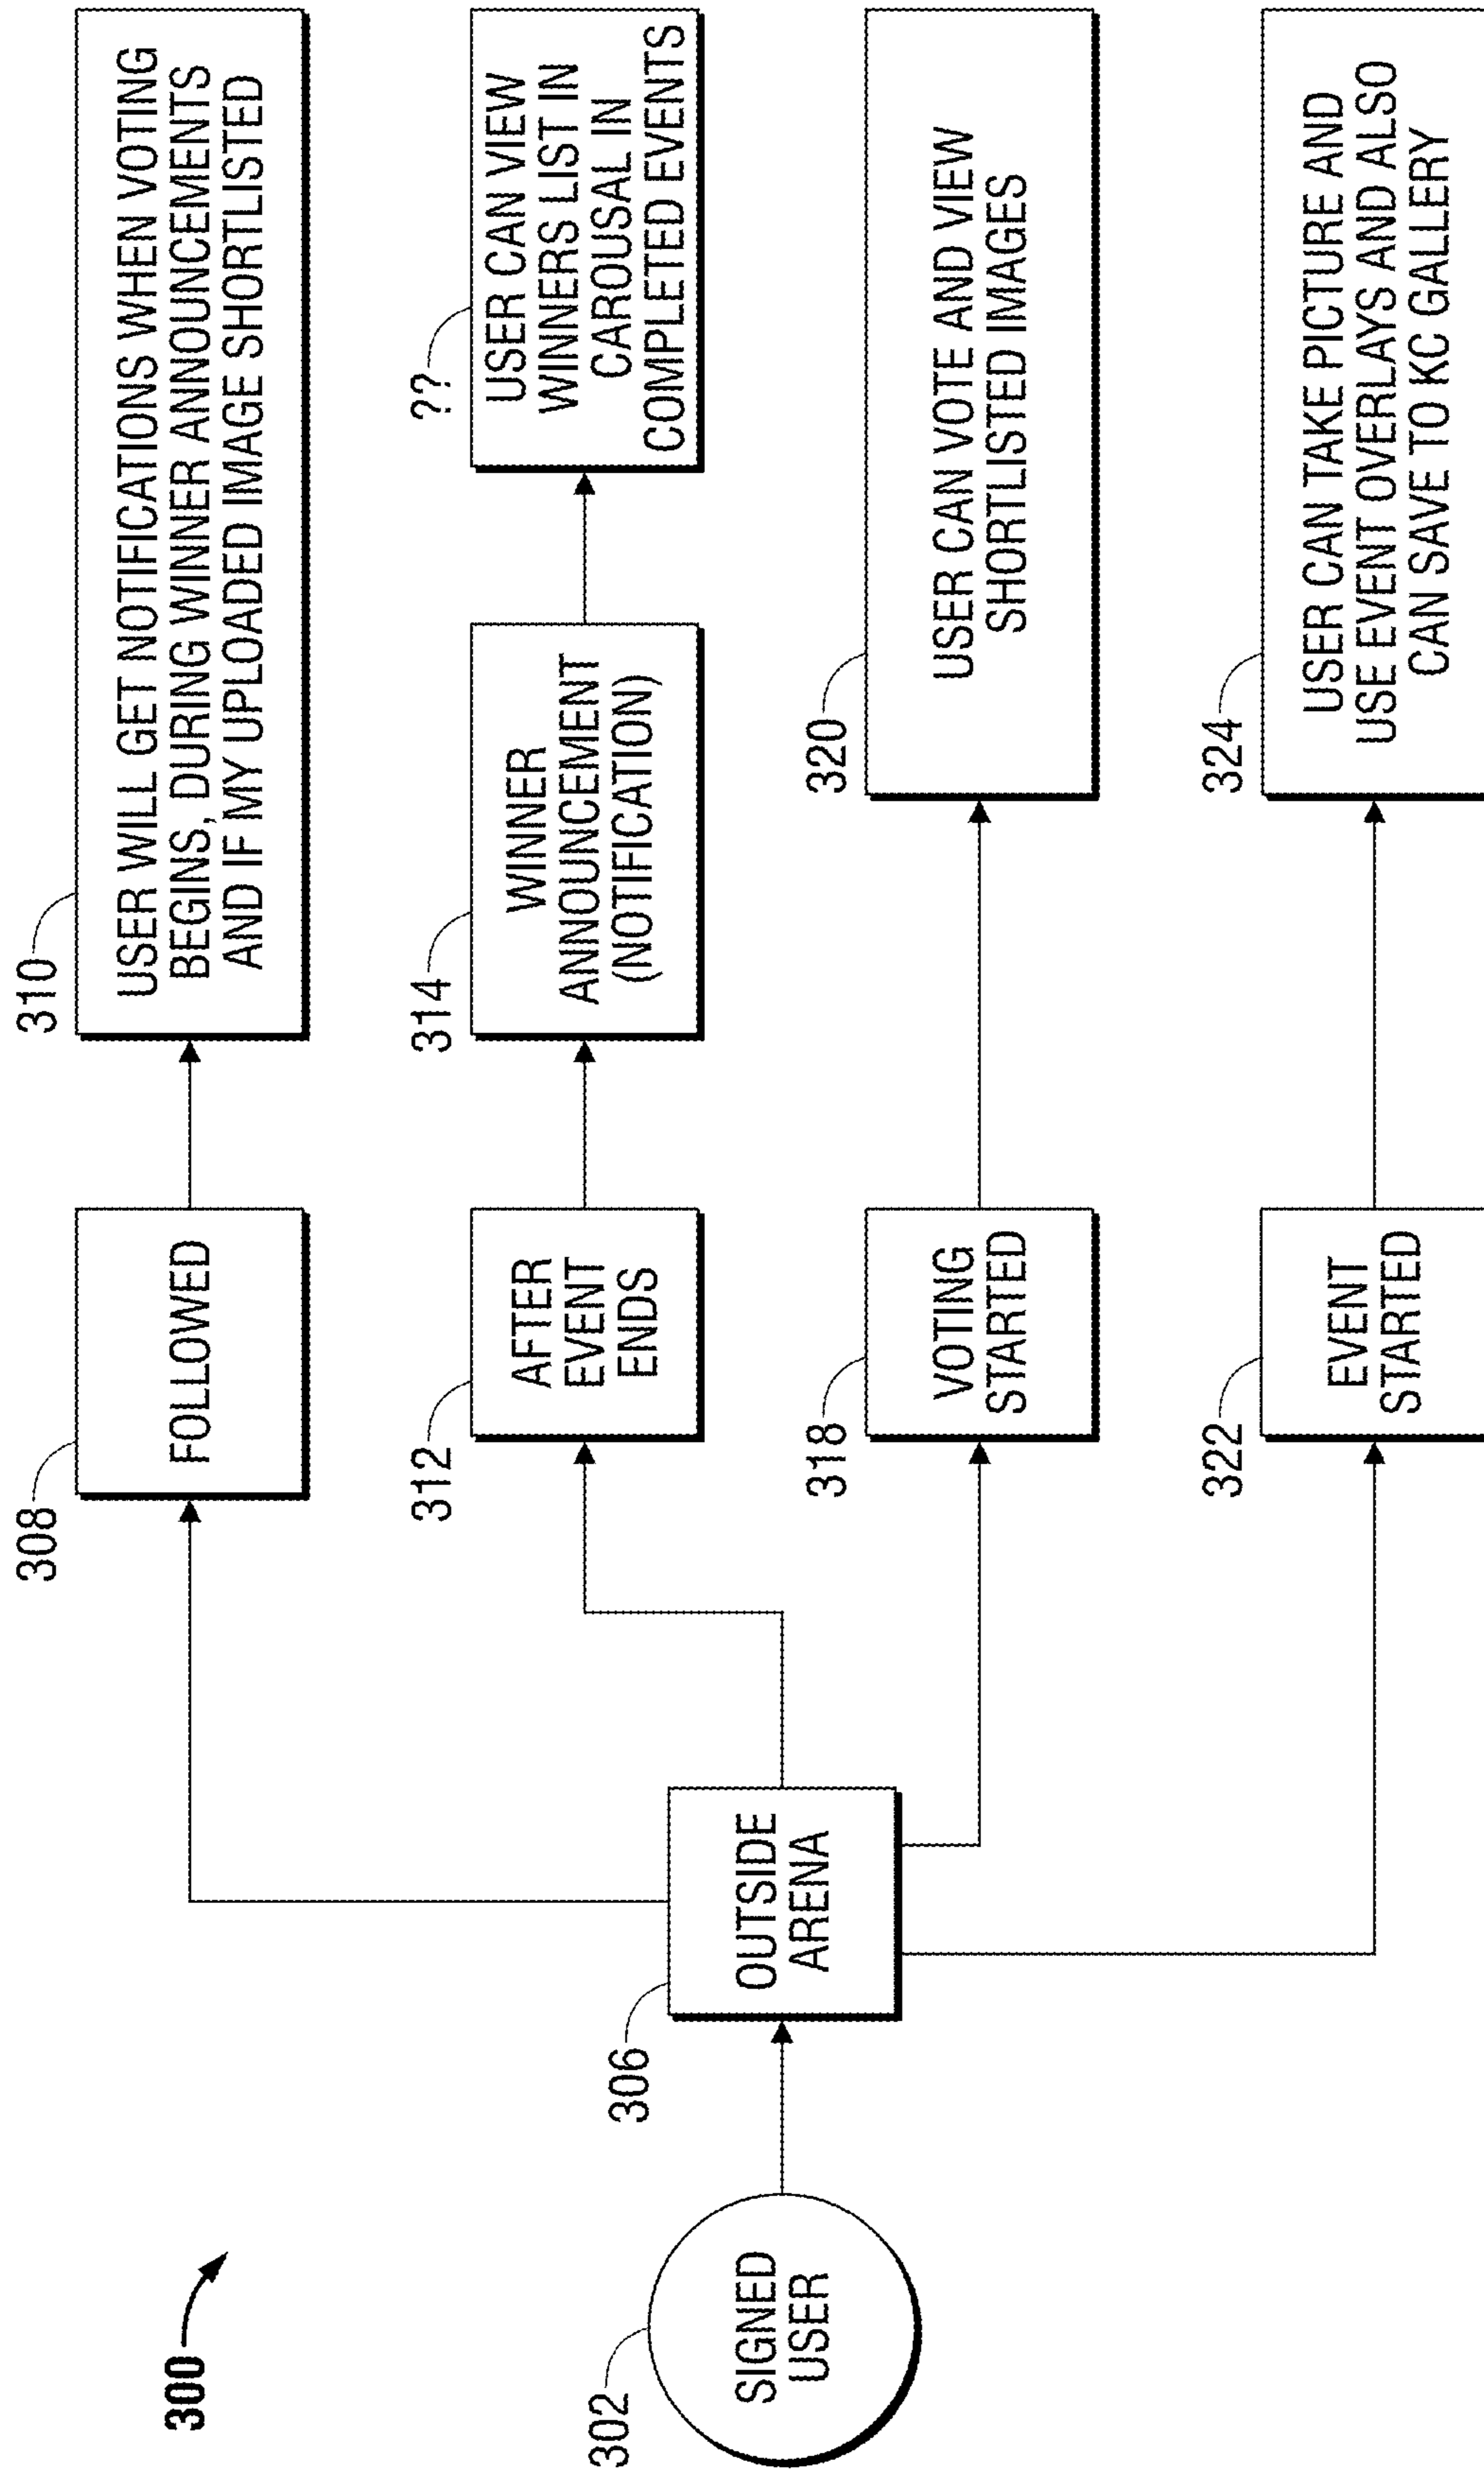 300
302
SIGNED
USER
306
OUTSIDE
ARENA
308
FOLLOWED
310
USER WILL GET NOTIFICATIONS WHEN VOTING
BEGINS, DURING WINNER ANNOUNCEMENTS
AND IF MY UPLOADED IMAGE SHORTLISTED
312
AFTER
EVENT
ENDS
314
WINNER
ANNOUNCEMENT
(NOTIFICATION)
??
USER CAN VIEW
WINNERS LIST IN
CAROUSAL IN
COMPLETED EVENTS
318
VOTING
STARTED
320
USER CAN VOTE AND VIEW
SHORTLISTED IMAGES
322
EVENT
STARTED
324
USER CAN TAKE PICTURE AND
USE EVENT OVERLAYS AND ALSO
CAN SAVE TO KC GALLERY